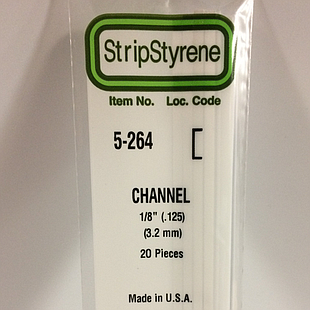 StripStyrene
Item No. Loc. Code
5-264
CHANNEL
1/8" (.125)
(3.2 mm)
20 Pieces
Made in U.S.A.